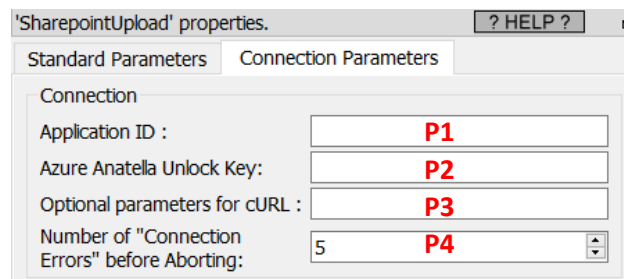 'SharepointUpload' properties.
? HELP ?
Standard Parameters
Connection Parameters
Connection
Application ID :
P1
Azure Anatella Unlock Key:
P2
Optional parameters for cURL :
P3
Number of "Connection
Errors" before Aborting:
5
P4